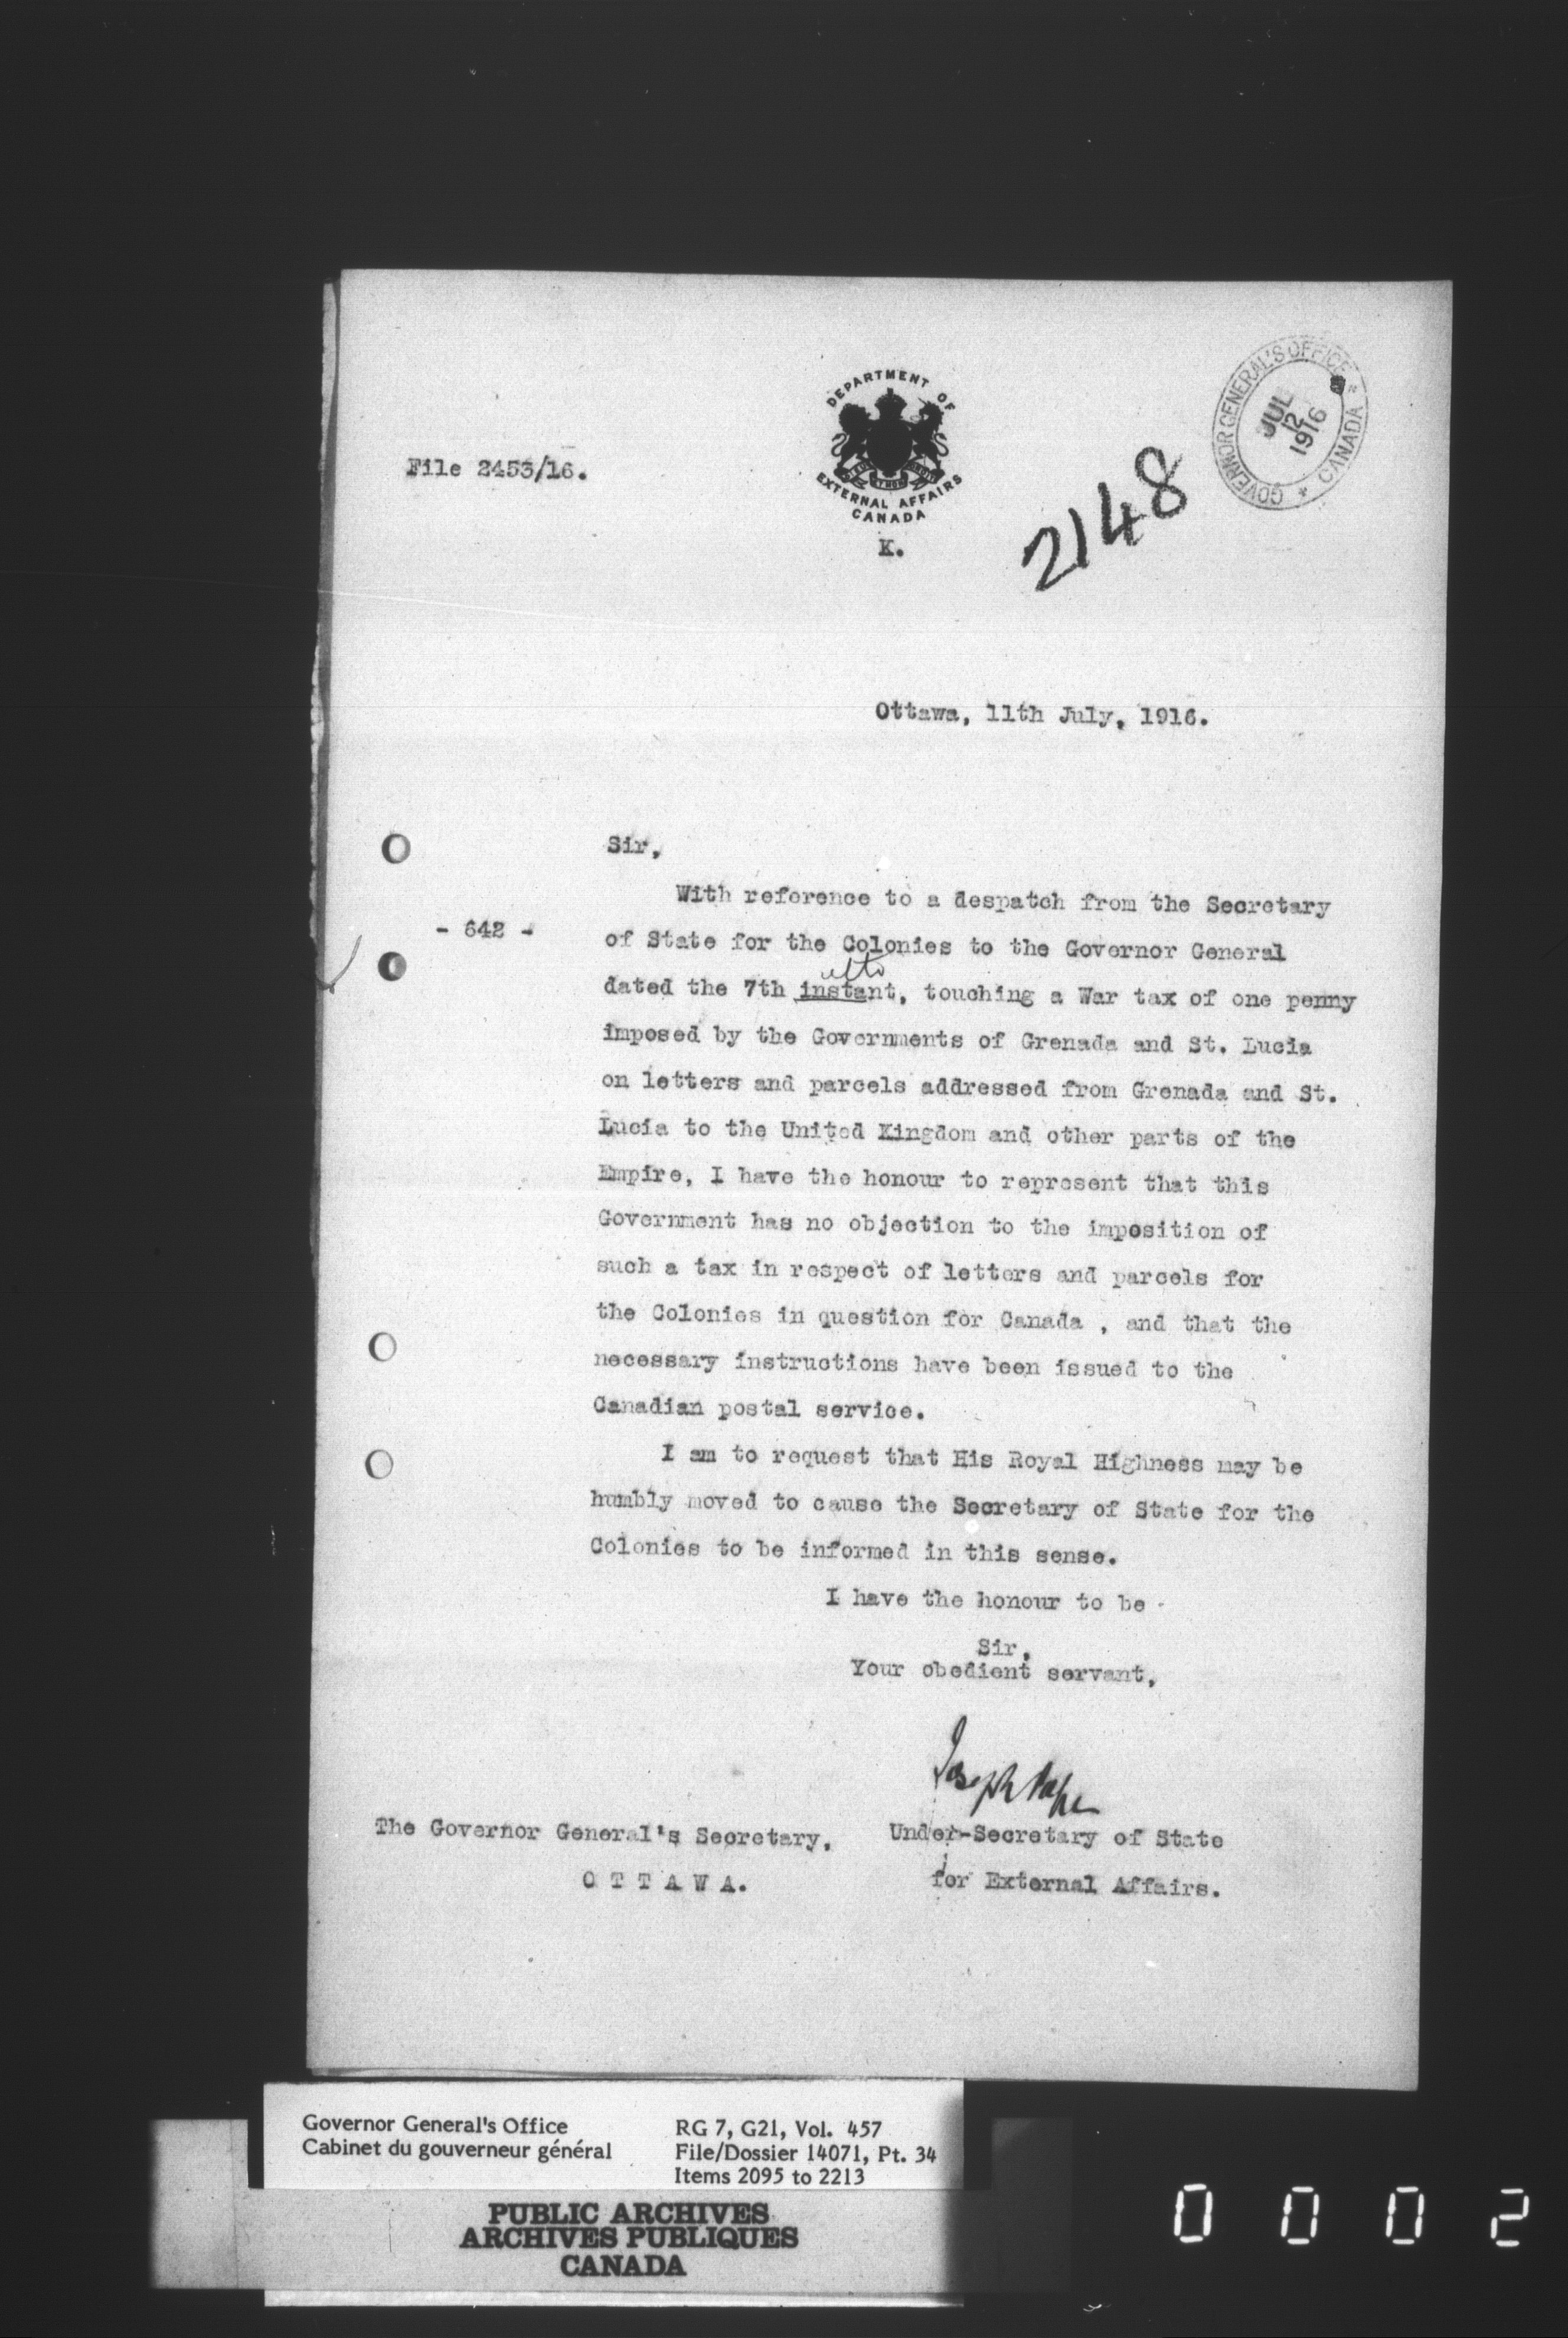 DEPARTMENT OF
EXTERNAL AFFAIRS
CANADA
K.
GOVERNOR GENERAL'S OFFICE
* CANADA *
JUL
12
1916
File 2453/16.
2148
Ottawa, 11th July, 1916.
Sir,
With reference to a despatch from the Secretary
- 642 -
of State for the Colonies to the Governor General
ulto
dated the 7th instant, touching a War tax of one penny
imposed by the Governments of Grenada and St. Lucia
on letters and parcels addressed from Grenada and St.
Lucia to the United Kingdom and other parts of the
Empire, I have the honour to represent that this
Government has no objection to the imposition of
such a tax in respect of letters and parcels for
the Colonies in question for Canada , and that the
necessary instructions have been issued to the
Canadian postal service.
I am to request that His Royal Highness may be
humbly moved to cause the Secretary of State for the
Colonies to be informed in this sense.
I have the honour to be
Sir,
Your obedient servant,
Joseph Pope
The Governor General's Secretary,
O T T A W A.
Under-Secretary of State
for External Affairs.
Governor General's Office
Cabinet du gouverneur général
RG 7, G21, Vol. 457
File/Dossier 14071, Pt. 34
Items 2095 to 2213
PUBLIC ARCHIVES
ARCHIVES PUBLIQUES
CANADA
0 0 0 2